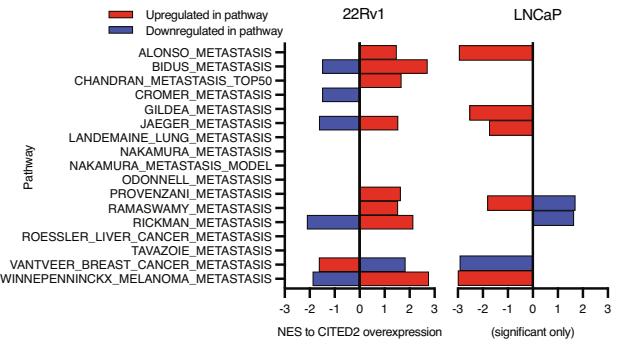 Upregulated in pathway
Downregulated in pathway
22Rv1
LNCaP
Pathway
ALONSO_METASTASIS
BIDUS_METASTASIS
CHANDRAN_METASTASIS_TOP50
CROMER_METASTASIS
GILDEA_METASTASIS
JAEGER_METASTASIS
LANDEMAINE_LUNG_METASTASIS
NAKAMURA_METASTASIS
NAKAMURA_METASTASIS_MODEL
ODONNELL_METASTASIS
PROVENZANI_METASTASIS
RAMASWAMY_METASTASIS
RICKMAN_METASTASIS
ROESSLER_LIVER_CANCER_METASTASIS
TAVAZOIE_METASTASIS
VANTVEER_BREAST_CANCER_METASTASIS
WINNEPENNINCKX_MELANOMA_METASTASIS
-3 -2 -1 0 1 2 3
-3 -2 -1 0 1 2 3
NES to CITED2 overexpression
(significant only)